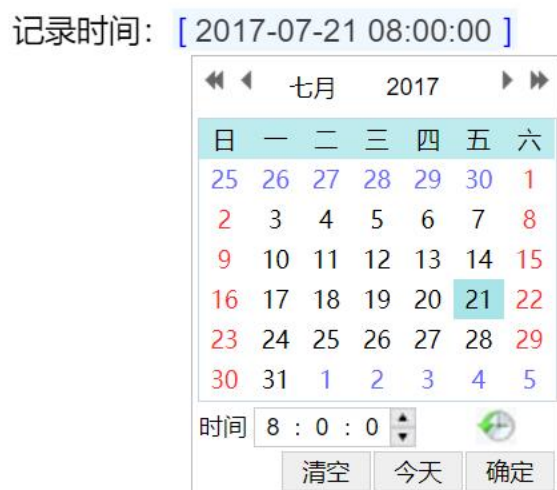 记录时间：[ 2017-07-21 08:00:00 ]
七月 2017
日 一 二 三 四 五 六
25 26 27 28 29 30 1
2 3 4 5 6 7 8
9 10 11 12 13 14 15
16 17 18 19 20 21 22
23 24 25 26 27 28 29
30 31 1 2 3 4 5
时间 8 : 0 : 0
清空 今天 确定